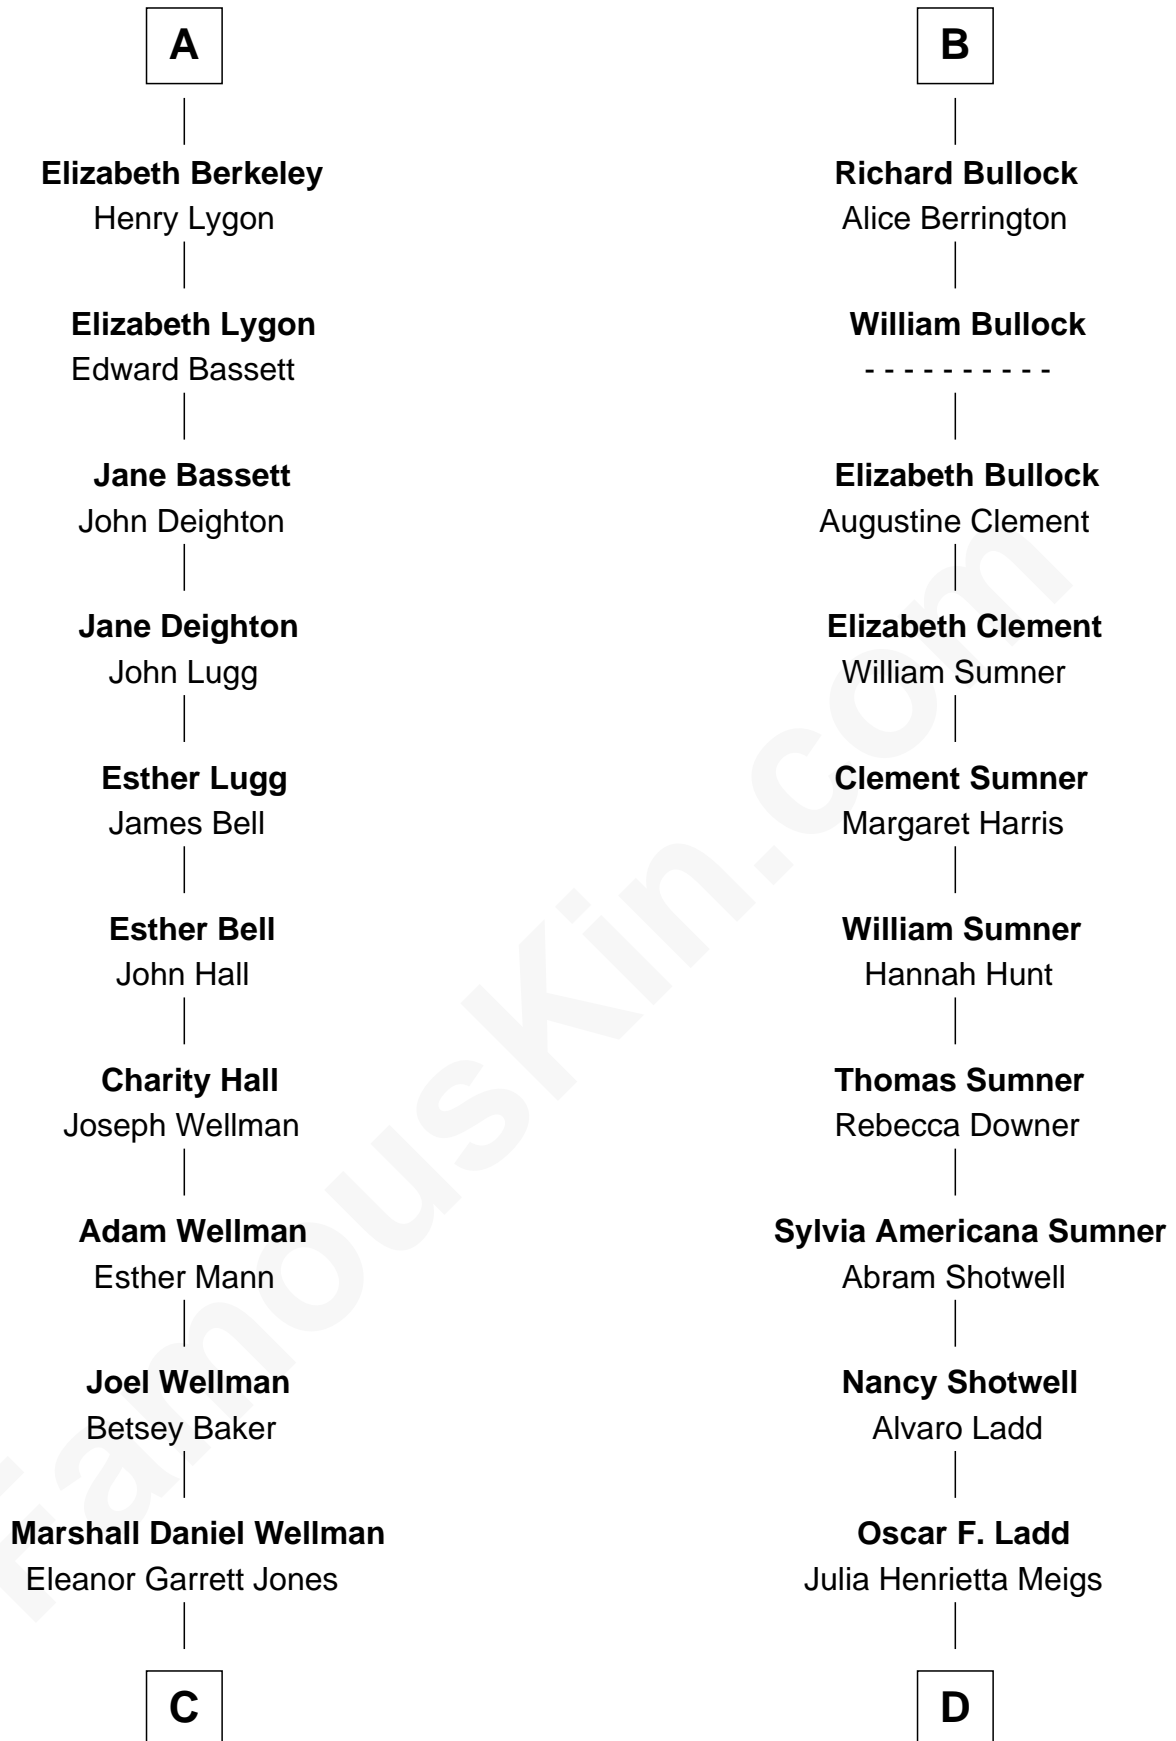 A
Elizabeth Berkeley
Henry Lygon
Elizabeth Lygon
Edward Bassett
Jane Bassett
John Deighton
Jane Deighton
John Lugg
Esther Lugg
James Bell
Esther Bell
John Hall
Charity Hall
Joseph Wellman
Adam Wellman
Esther Mann
Joel Wellman
Betsey Baker
Marshall Daniel Wellman
Eleanor Garrett Jones
C
B
Richard Bullock
Alice Berrington
William Bullock
- - - - - - - - - -
Elizabeth Bullock
Augustine Clement
Elizabeth Clement
William Sumner
Clement Sumner
Margaret Harris
William Sumner
Hannah Hunt
Thomas Sumner
Rebecca Downer
Sylvia Americana Sumner
Abram Shotwell
Nancy Shotwell
Alvaro Ladd
Oscar F. Ladd
Julia Henrietta Meigs
D
FamousKin.com